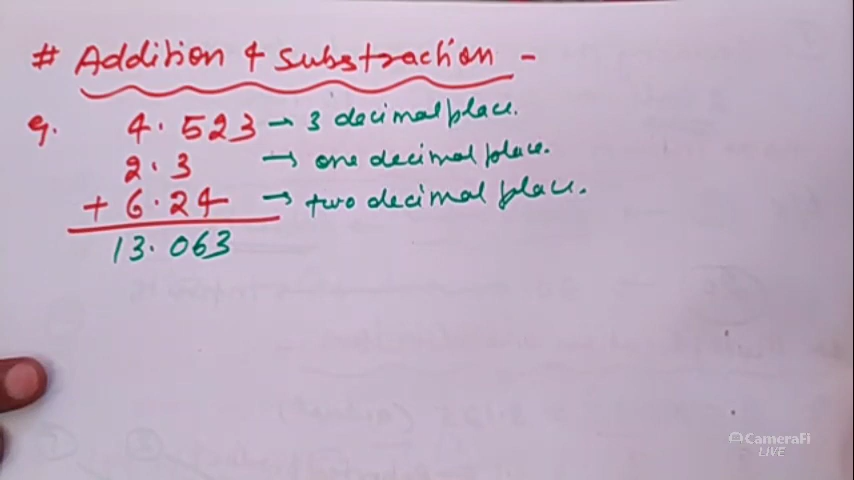 # Addition & Substraction -
eg. 4.523 → 3 decimal place.
2.3 → one decimal place.
+ 6.24 → two decimal place.
13.063
CameraFi
LIVE